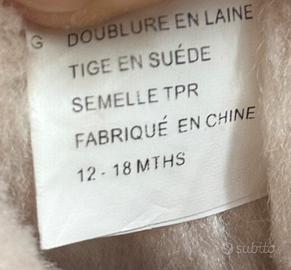 G DOUBLURE EN LAINE
TIGE EN SUÉDE
SEMELLE TPR
FABRIQUÉ EN CHINE
12 - 18 MTHS
subito